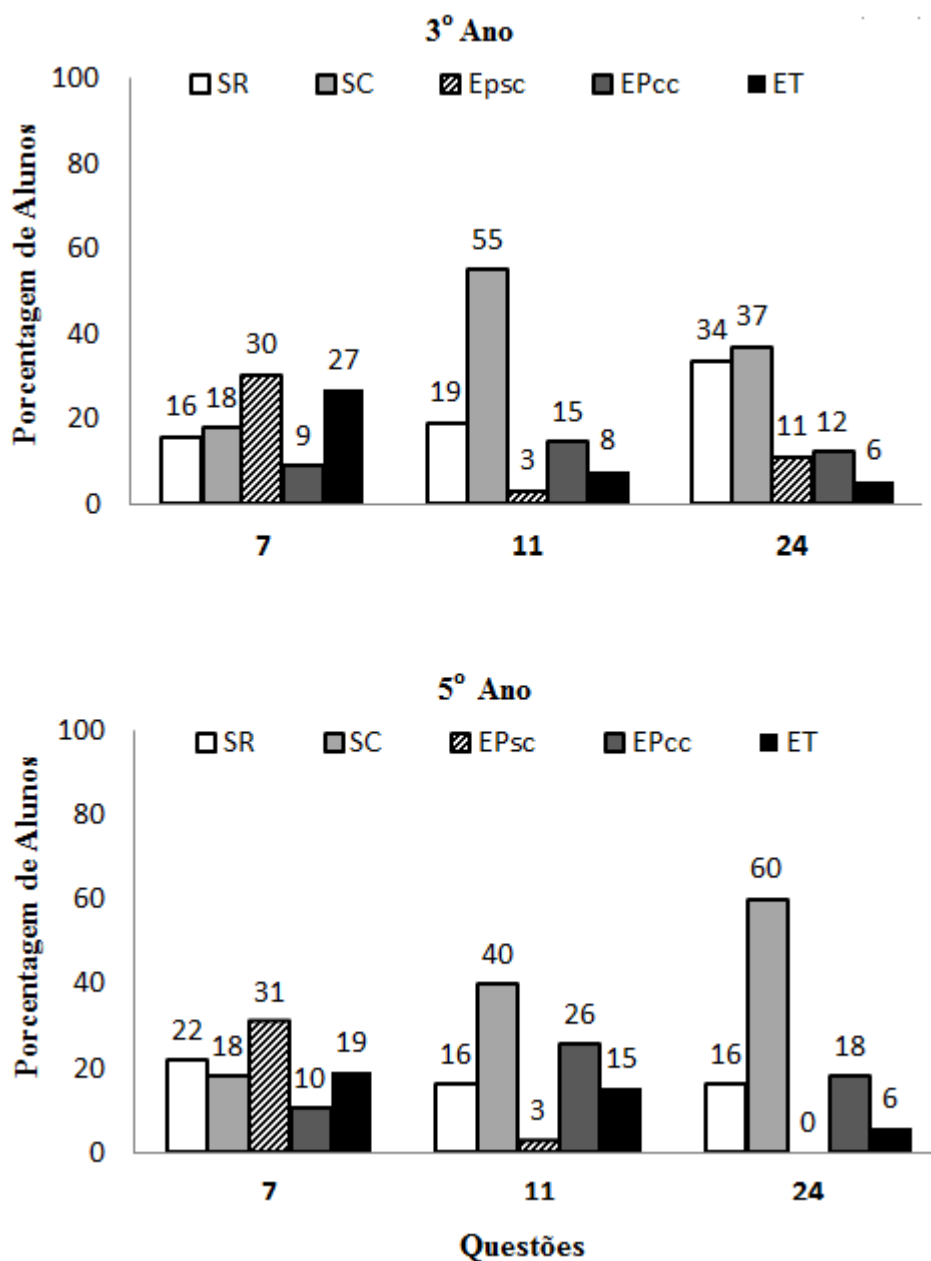 3º Ano
Porcentagem de Alunos
100
80
60
40
20
0
SR SC Epsc EPcc ET
16 18 30 9 27
19 55 3 15 8
34 37 11 12 6
7 11 24
5º Ano
Porcentagem de Alunos
100
80
60
40
20
0
SR SC EPsc EPcc ET
22 18 31 10 19
16 40 3 26 15
16 60 0 18 6
7 11 24
Questões